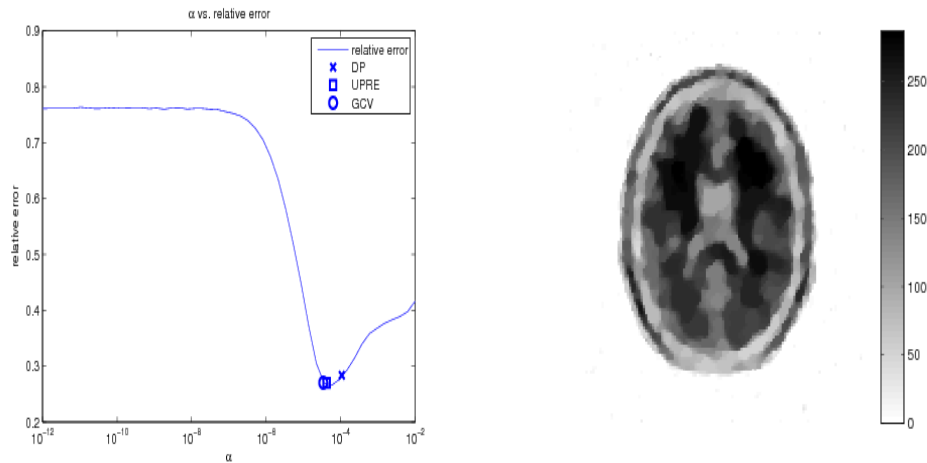 α vs. relative error
relative error
DP
UPRE
GCV
0.9
0.8
0.7
0.6
0.5
0.4
0.3
0.2
relative error
10⁻¹² 10⁻¹⁰ 10⁻⁸ 10⁻⁶ 10⁻⁴ 10⁻²
α
250
200
150
100
50
0